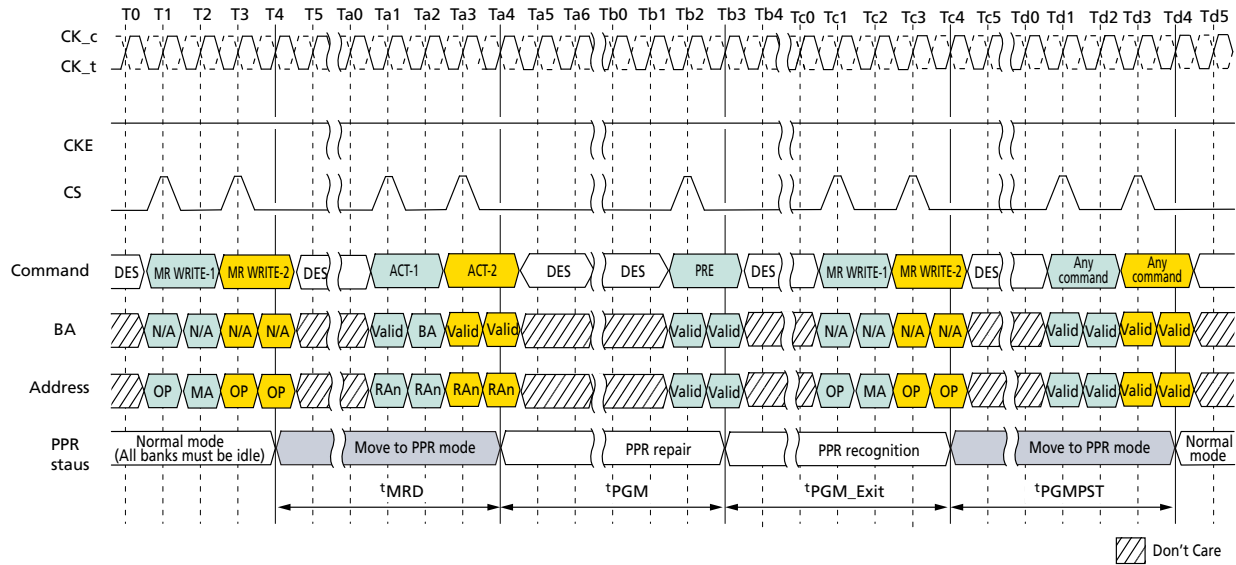 T0 T1 T2 T3 T4 T5 Ta0 Ta1 Ta2 Ta3 Ta4 Ta5 Ta6 Tb0 Tb1 Tb2 Tb3 Tb4 Tc0 Tc1 Tc2 Tc3 Tc4 Tc5 Td0 Td1 Td2 Td3 Td4 Td5
CK_c
CK_t
CKE
CS
Command DES MR WRITE-1 MR WRITE-2 DES ACT-1 ACT-2 DES DES PRE DES MR WRITE-1 MR WRITE-2 DES Any command Any command
BA N/A N/A N/A N/A Valid BA Valid Valid Valid Valid N/A N/A N/A N/A Valid Valid Valid Valid
Address OP MA OP OP RAn RAn RAn RAn Valid Valid OP MA OP OP Valid Valid Valid Valid
PPR staus Normal mode (All banks must be idle) Move to PPR mode PPR repair PPR recognition Move to PPR mode Normal mode
tMRD tPGM tPGM_Exit tPGMPST
Don't Care